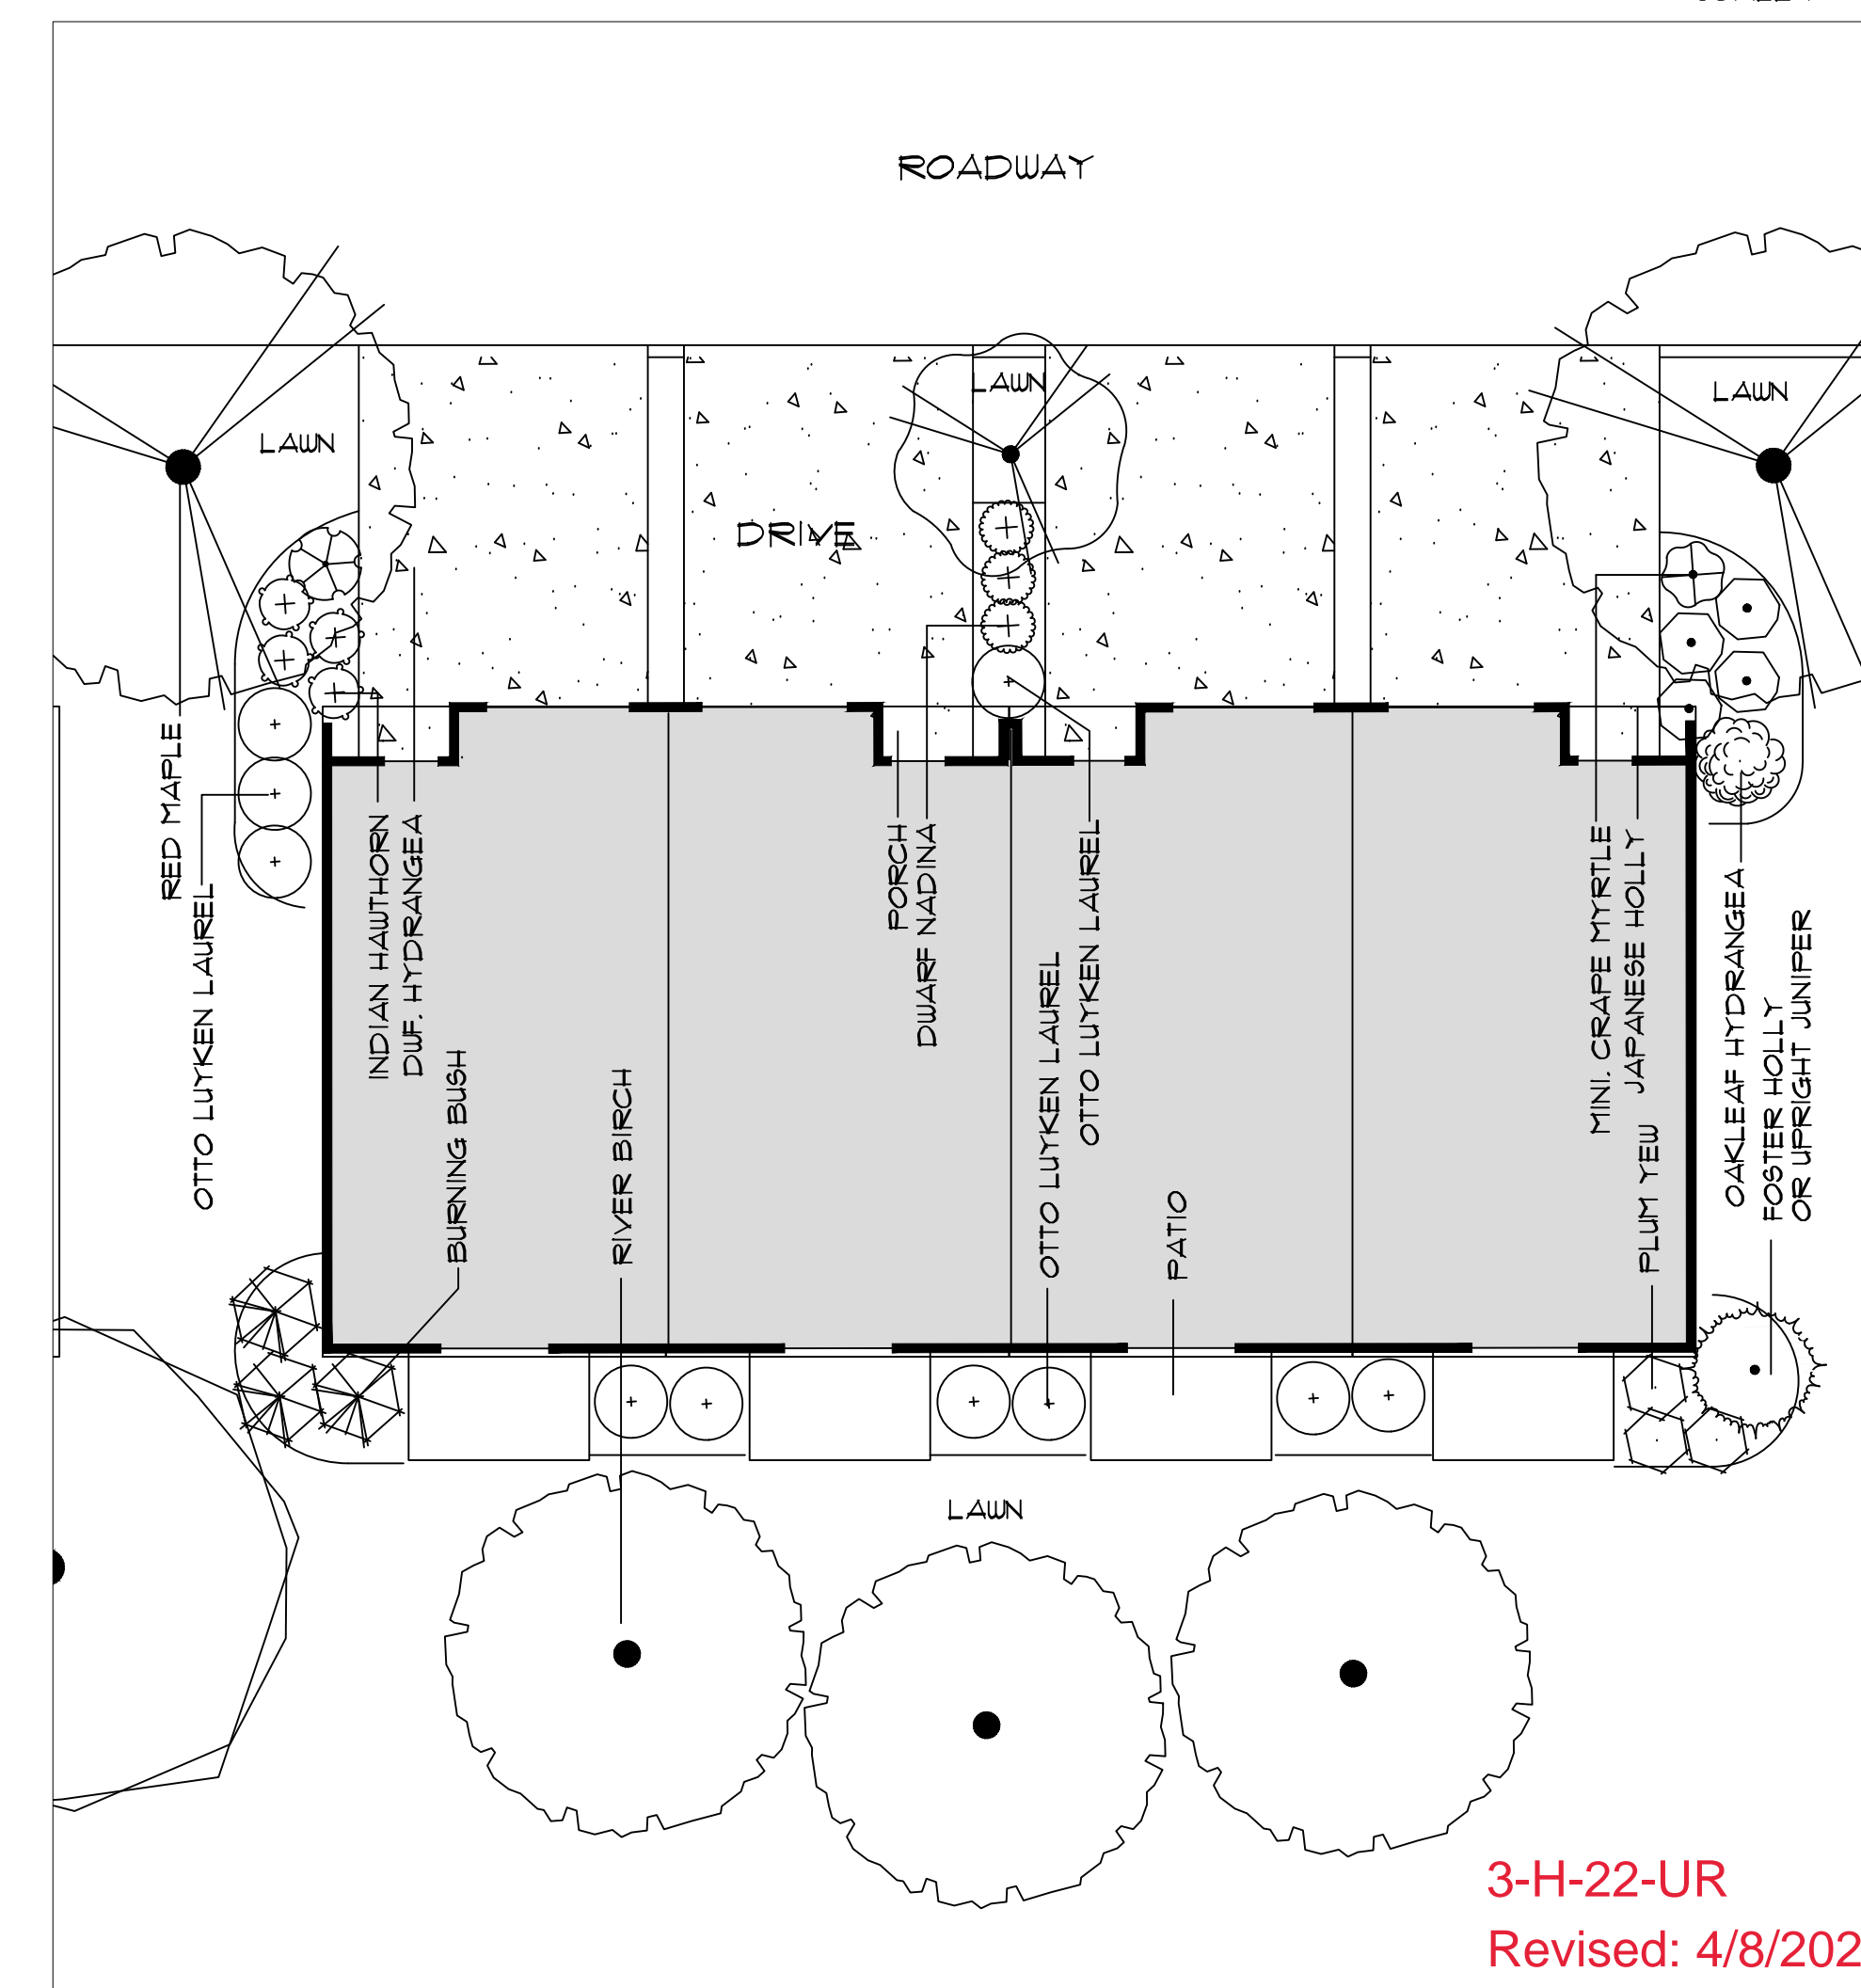 ROADWAY
LAWN
LAWN
LAWN
DRIVE
RED MAPLE
OTTO LUYKEN LAUREL
INDIAN HAWTHORN
DWF. HYDRANGEA
BURNING BUSH
RIVER BIRCH
PORCH
DWARF NADINA
OTTO LUYKEN LAUREL
OTTO LUYKEN LAUREL
PATIO
MINI. CRAPE MYRTLE
JAPANESE HOLLY
PLUM YEW
OAKLEAF HYDRANGEA
FOSTER HOLLY
OR UPRIGHT JUNIPER
LAWN
3-H-22-UR
Revised: 4/8/202